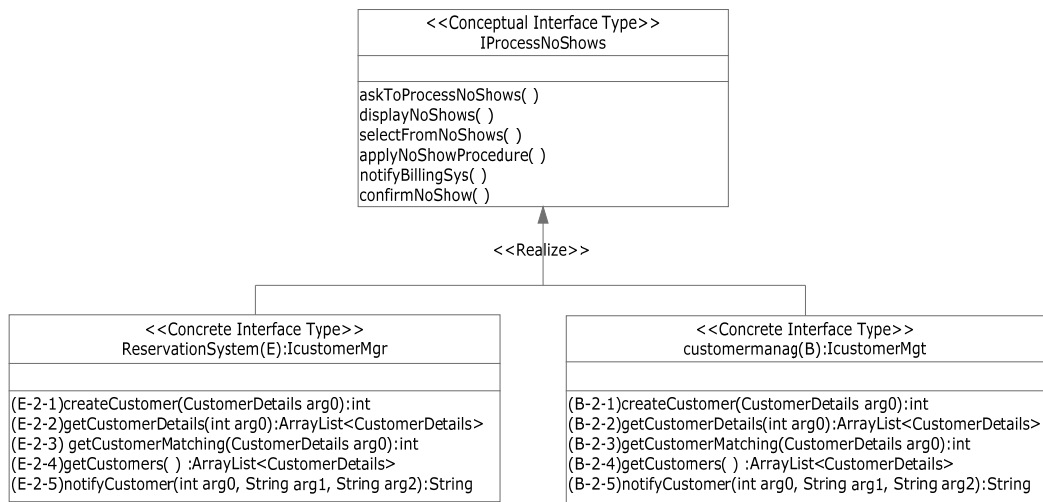 <<Conceptual Interface Type>>
IProcessNoShows
askToProcessNoShows( )
displayNoShows( )
selectFromNoShows( )
applyNoShowProcedure( )
notifyBillingSys( )
confirmNoShow( )
<<Realize>>
<<Concrete Interface Type>>
ReservationSystem(E):IcustomerMgr
(E-2-1)createCustomer(CustomerDetails arg0):int
(E-2-2)getCustomerDetails(int arg0):ArrayList<CustomerDetails>
(E-2-3) getCustomerMatching(CustomerDetails arg0):int
(E-2-4)getCustomers( ) :ArrayList<CustomerDetails>
(E-2-5)notifyCustomer(int arg0, String arg1, String arg2):String
<<Concrete Interface Type>>
customermanag(B):IcustomerMgt
(B-2-1)createCustomer(CustomerDetails arg0):int
(B-2-2)getCustomerDetails(int arg0):ArrayList<CustomerDetails>
(B-2-3)getCustomerMatching(CustomerDetails arg0):int
(B-2-4)getCustomers( ) :ArrayList<CustomerDetails>
(B-2-5)notifyCustomer(int arg0, String arg1, String arg2):String